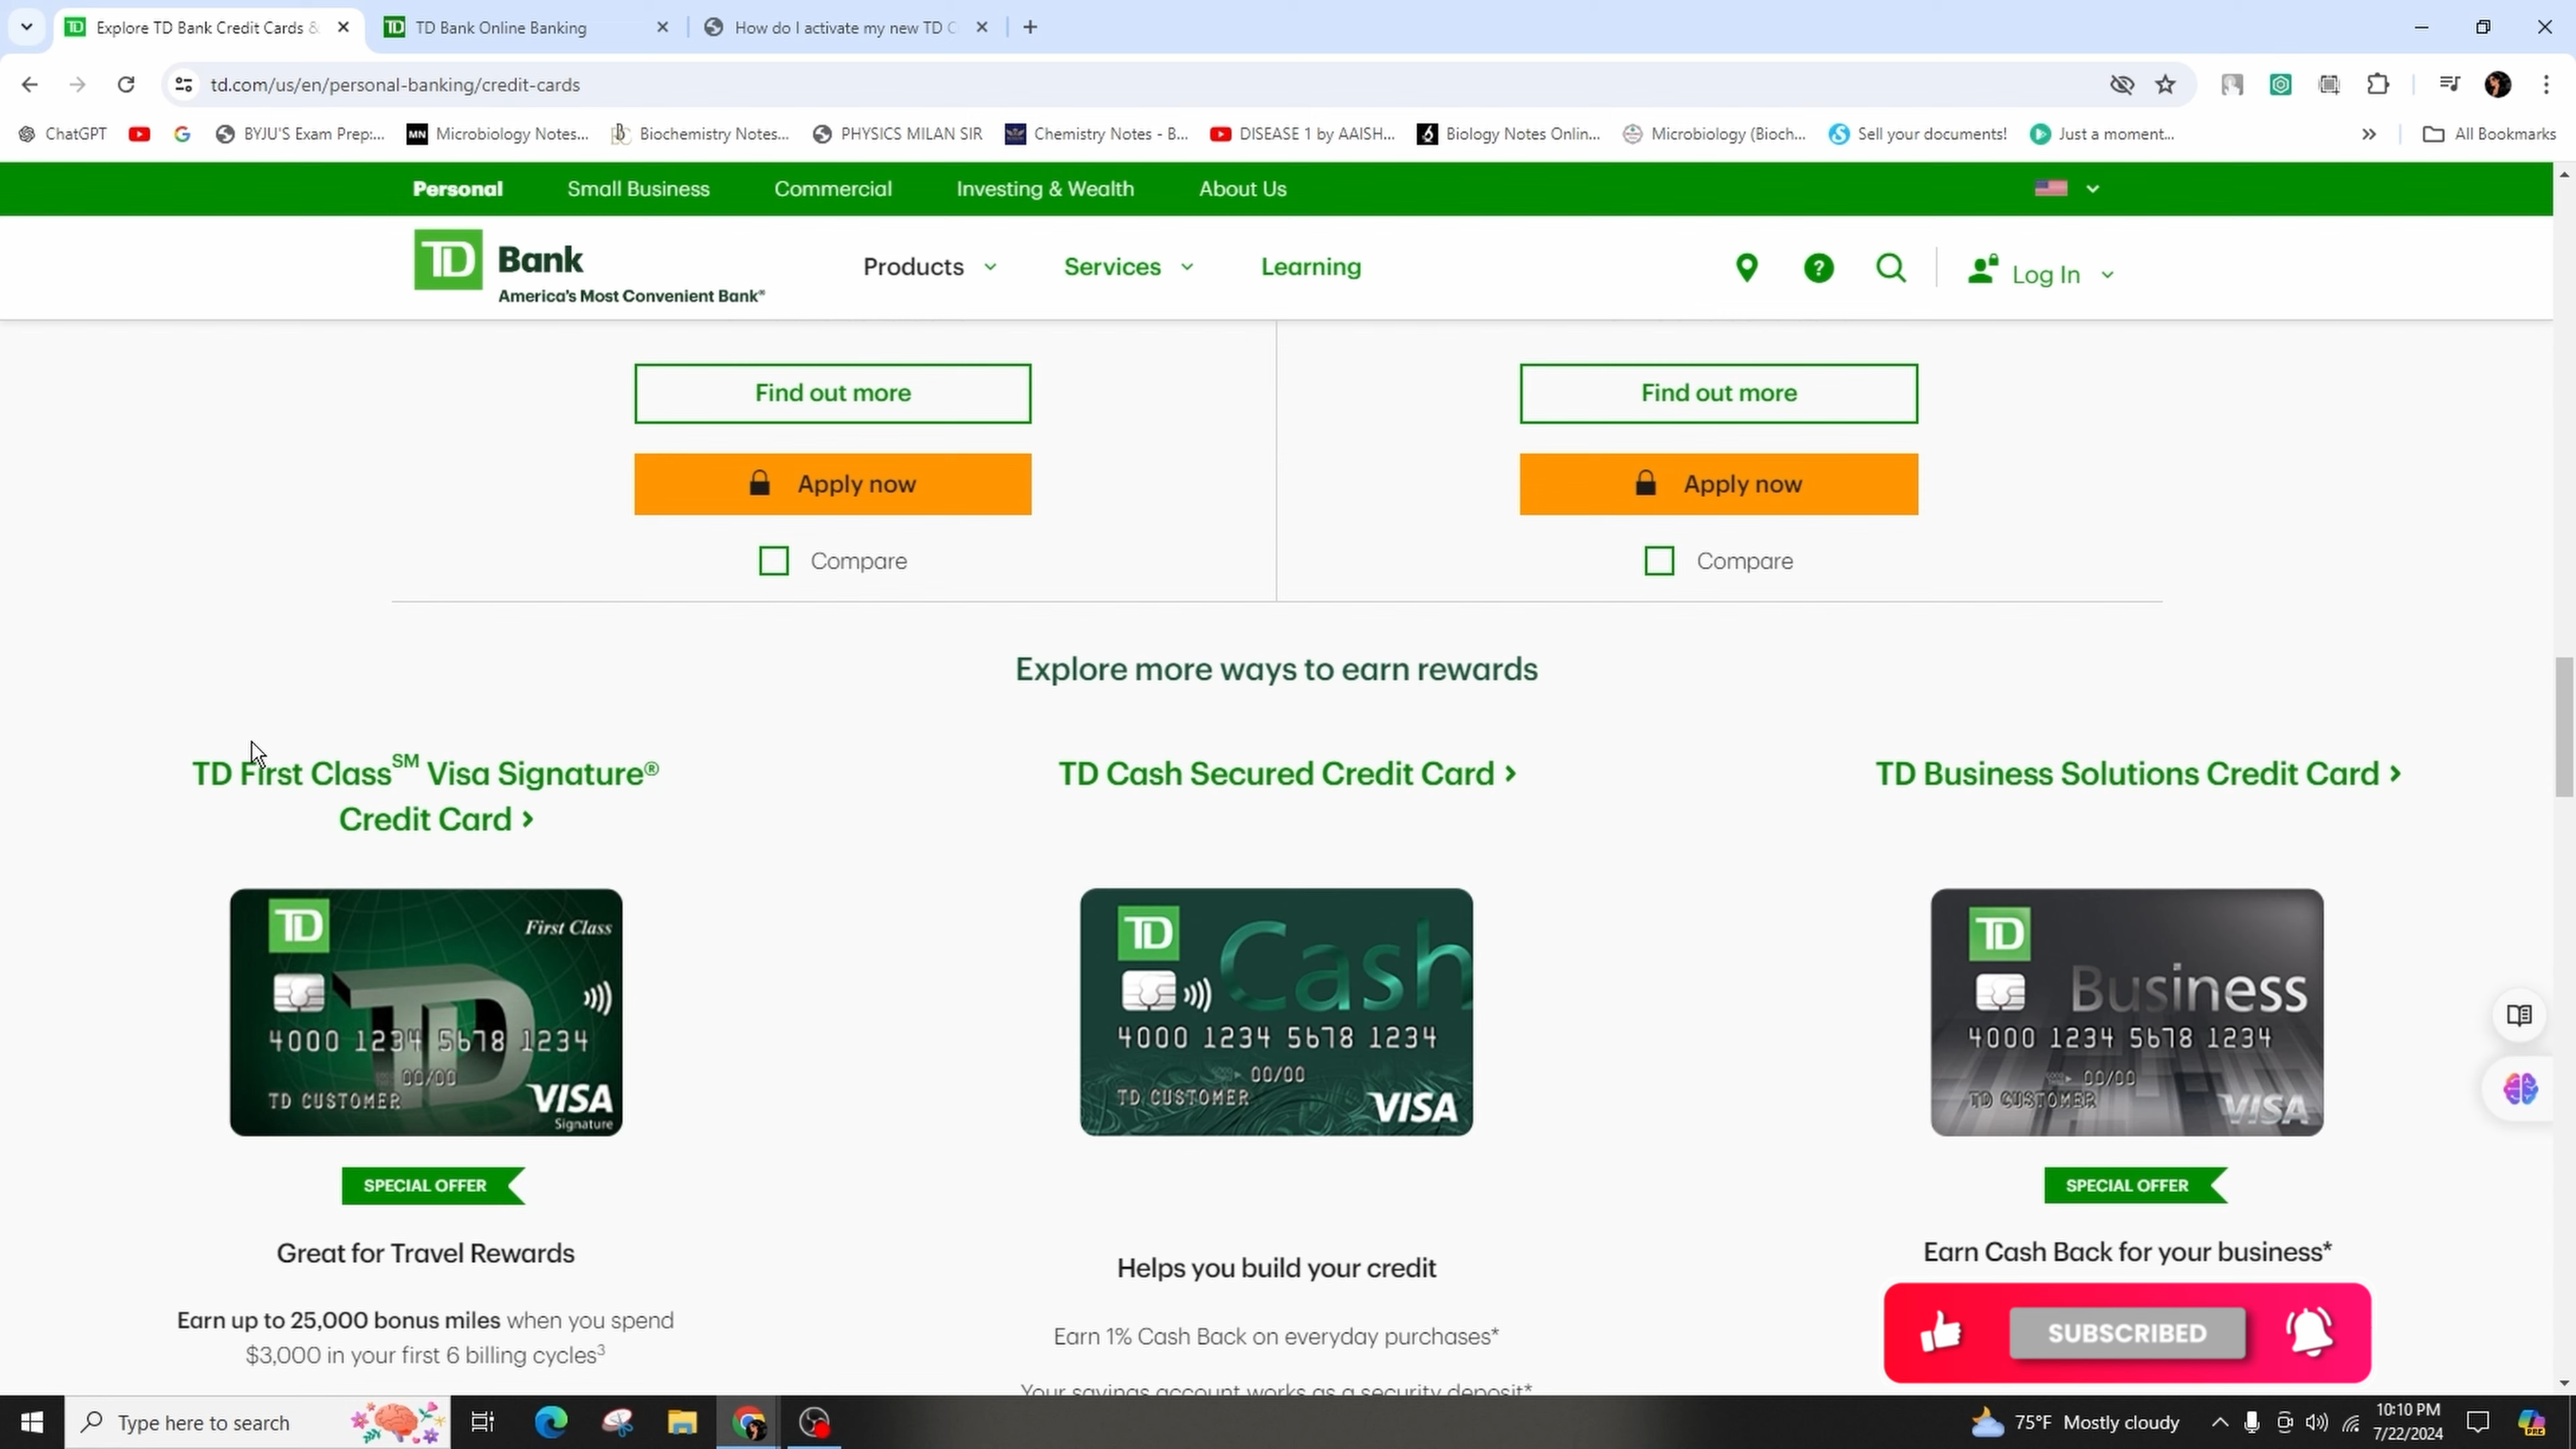 Explore TD Bank Credit Cards &
TD Bank Online Banking
How do I activate my new TD C
td.com/us/en/personal-banking/credit-cards
ChatGPT
BYJU'S Exam Prep:...
Microbiology Notes...
Biochemistry Notes...
PHYSICS MILAN SIR
Chemistry Notes - B...
DISEASE 1 by AAISH...
Biology Notes Onlin...
Microbiology (Bioch...
Sell your documents!
Just a moment...
All Bookmarks
Personal
Small Business
Commercial
Investing & Wealth
About Us
TD Bank
America's Most Convenient Bank®
Products
Services
Learning
Log In
Find out more
Find out more
Apply now
Apply now
Compare
Compare
Explore more ways to earn rewards
TD First Class℠ Visa Signature®
Credit Card ›
TD Cash Secured Credit Card ›
TD Business Solutions Credit Card ›
TD
First Class
4000 1234 5678 1234
00/00
TD CUSTOMER
VISA
Signature
TD
Cash
4000 1234 5678 1234
00/00
TD CUSTOMER
VISA
TD
Business
4000 1234 5678 1234
00/00
TD CUSTOMER
VISA
SPECIAL OFFER
SPECIAL OFFER
Great for Travel Rewards
Helps you build your credit
Earn Cash Back for your business*
Earn up to 25,000 bonus miles when you spend
$3,000 in your first 6 billing cycles³
Earn 1% Cash Back on everyday purchases*
Your savings account works as a security deposit*
SUBSCRIBED
Type here to search
75°F Mostly cloudy
10:10 PM
7/22/2024